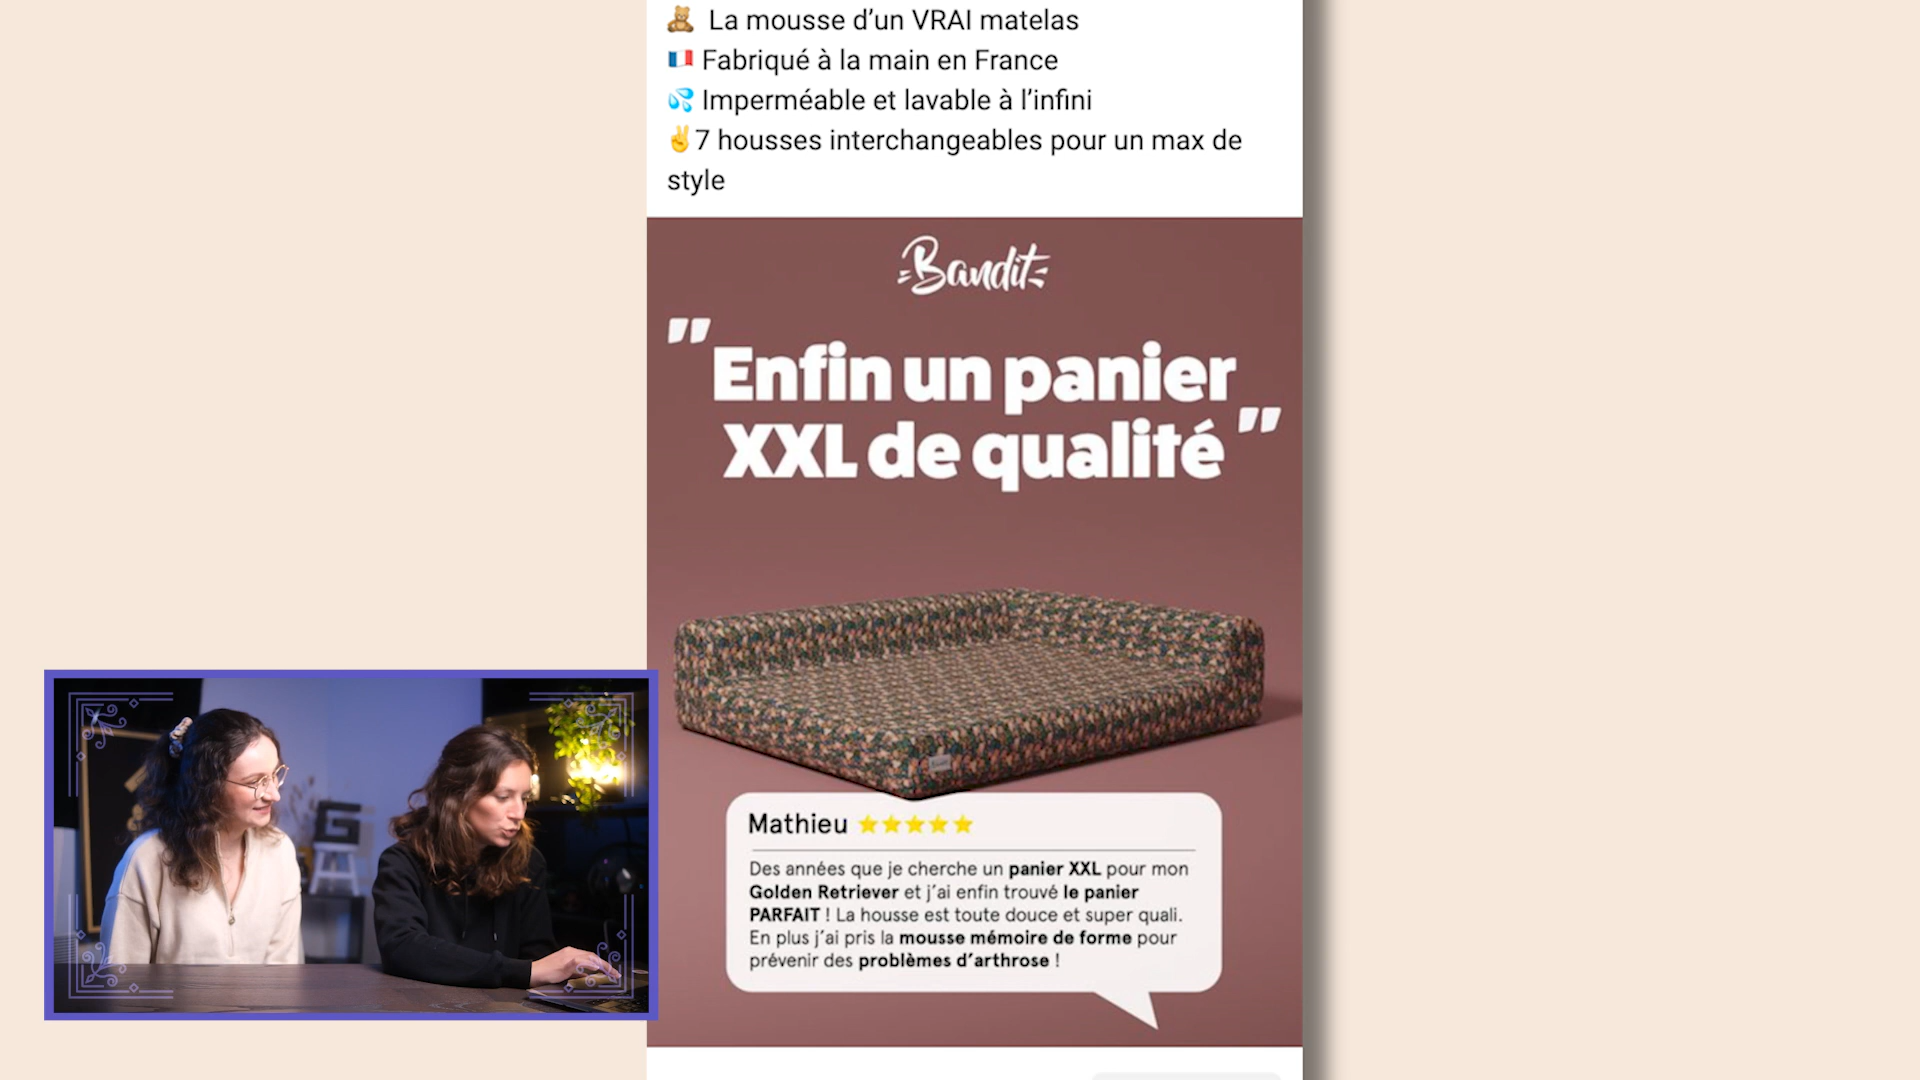 🧸 La mousse d’un VRAI matelas
🇫🇷 Fabriqué à la main en France
💦 Imperméable et lavable à l’infini
✌️7 housses interchangeables pour un max de
style
Bandit
"Enfin un panier
XXL de qualité"
Mathieu ⭐⭐⭐⭐⭐
Des années que je cherche un panier XXL pour mon
Golden Retriever et j’ai enfin trouvé le panier
PARFAIT ! La housse est toute douce et super quali.
En plus j’ai pris la mousse mémoire de forme pour
prévenir des problèmes d’arthrose !